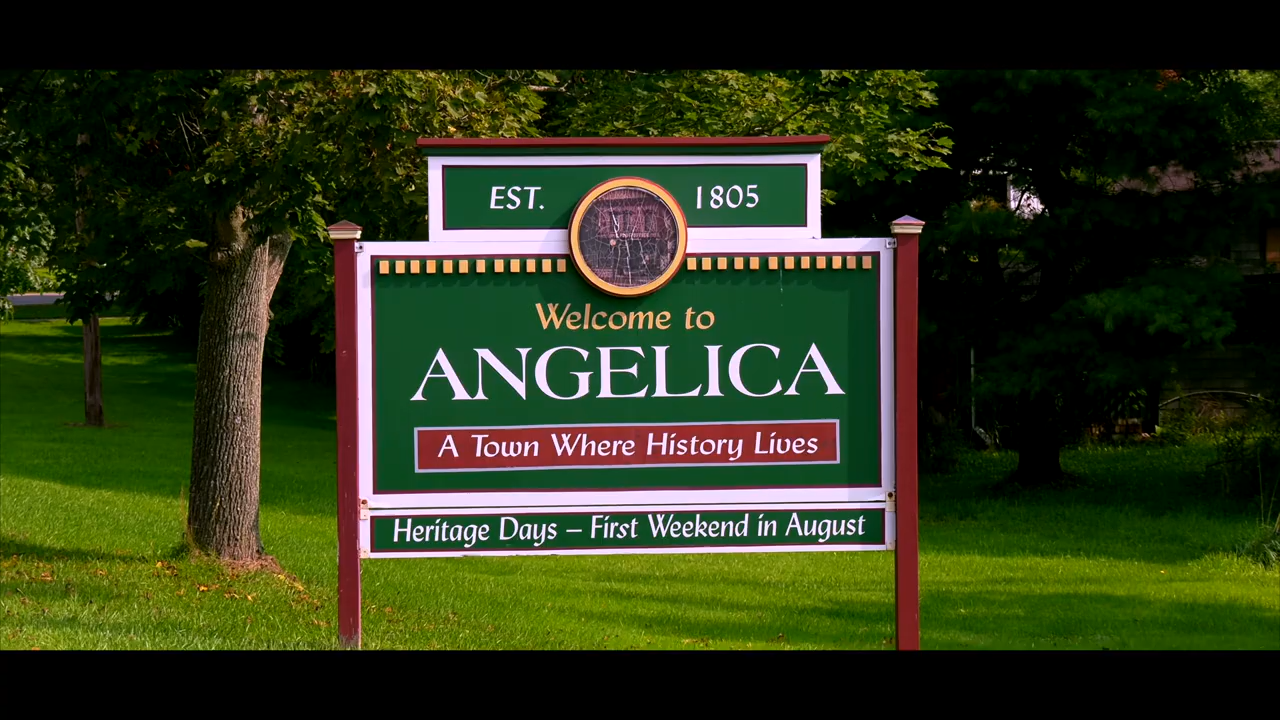 EST. 1805
Welcome to
ANGELICA
A Town Where History Lives
Heritage Days – First Weekend in August